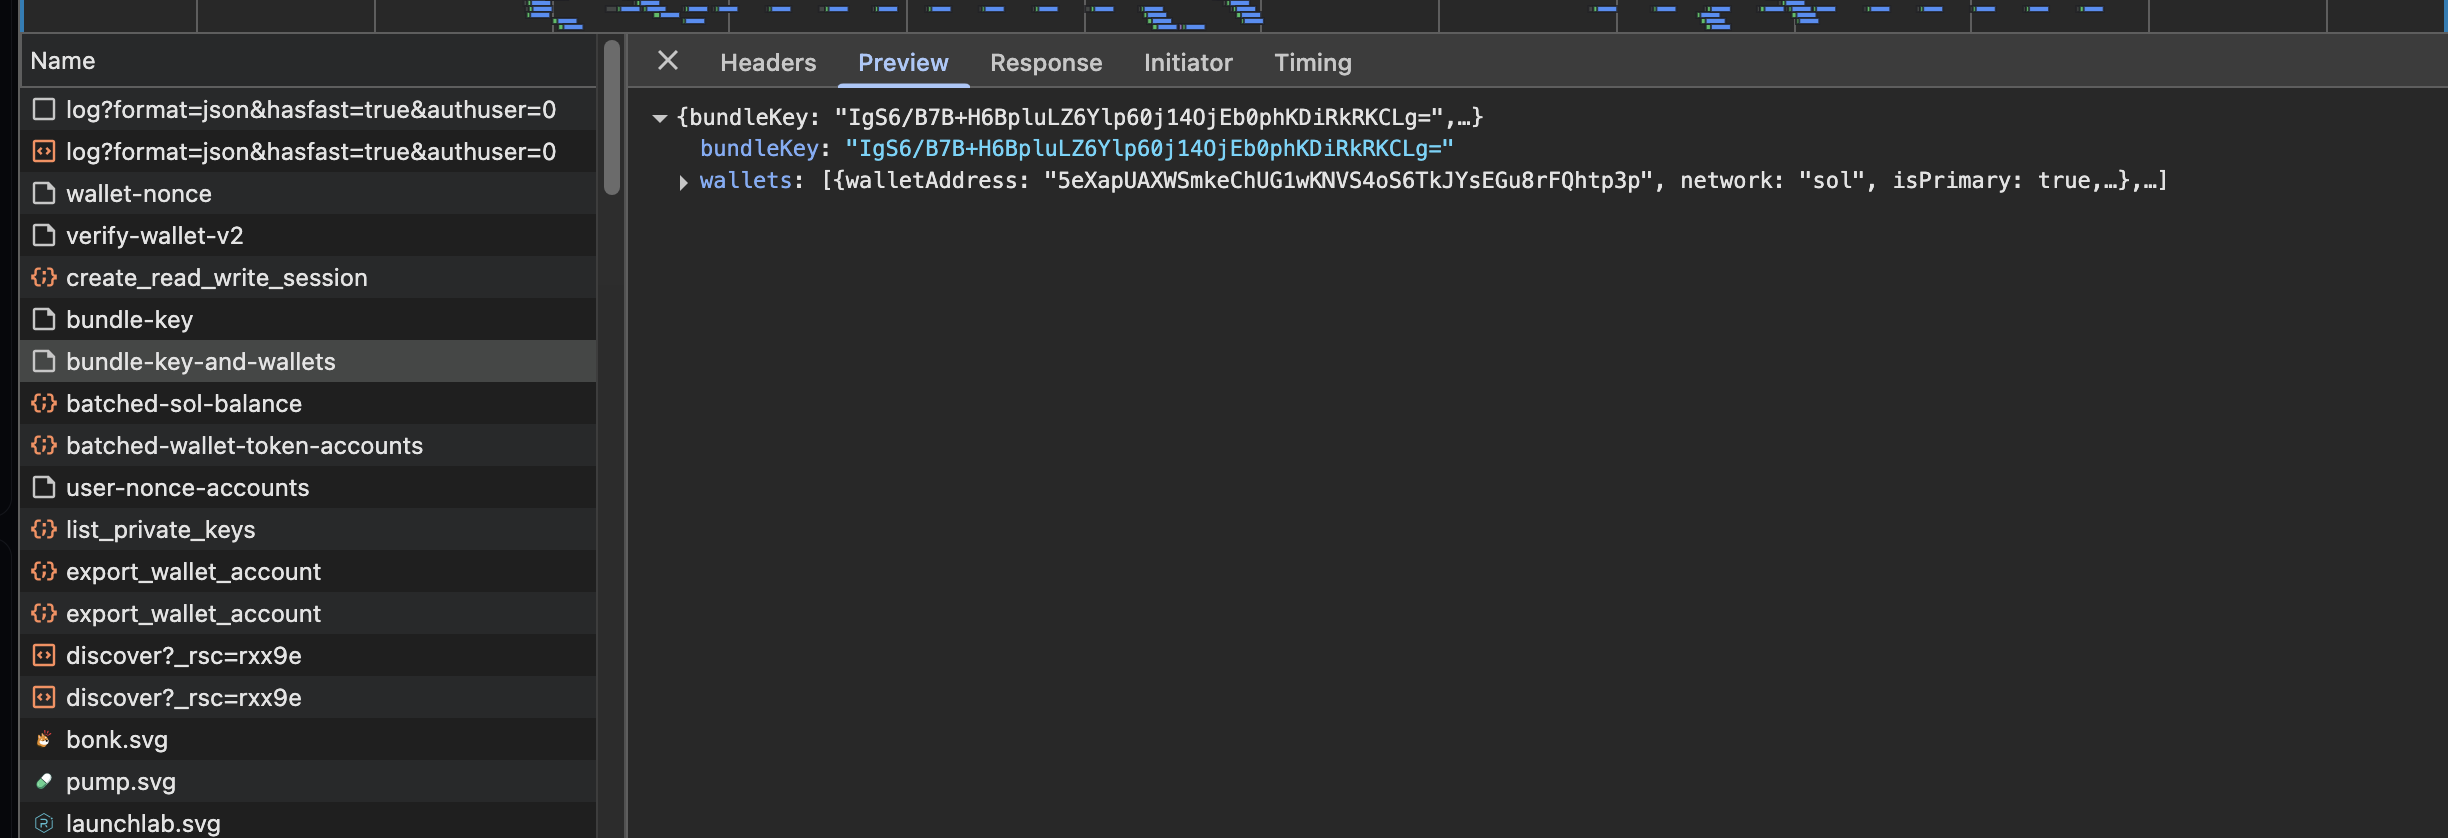 Name
log?format=json&hasfast=true&authuser=0
log?format=json&hasfast=true&authuser=0
wallet-nonce
verify-wallet-v2
create_read_write_session
bundle-key
bundle-key-and-wallets
batched-sol-balance
batched-wallet-token-accounts
user-nonce-accounts
list_private_keys
export_wallet_account
export_wallet_account
discover?_rsc=rxx9e
discover?_rsc=rxx9e
bonk.svg
pump.svg
launchlab.svg
Headers Preview Response Initiator Timing
{bundleKey: "IgS6/B7B+H6BpluLZ6Ylp60j14OjEb0phKDiRkRKCLg=",…}
bundleKey: "IgS6/B7B+H6BpluLZ6Ylp60j14OjEb0phKDiRkRKCLg="
wallets: [{walletAddress: "5eXapUAXWSmkeChUG1wKNVS4oS6TkJYsEGu8rFQhtp3p", network: "sol", isPrimary: true,…},…]